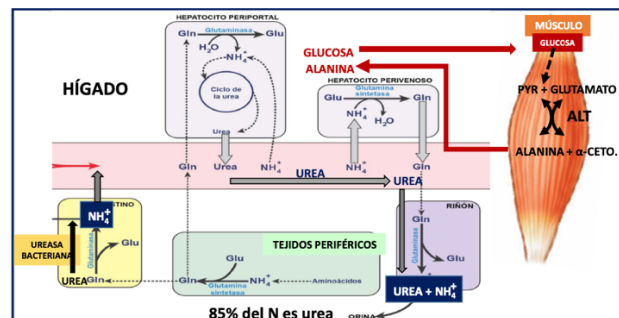 HEPATOCITO PERIPORTAL
Gln Glutaminasa Glu
H₂O NH₄⁺
Ciclo de
la urea
Urea
HÍGADO
GLUCOSA
ALANINA
HEPATOCITO PERIVENOSO
Glu Glutamina
sintetasa Gln
NH₄⁺ H₂O
MÚSCULO
GLUCOSA
PYR + GLUTAMATO
ALT
ALANINA + α-CETO.
Gln Urea NH₄⁺ NH₄⁺ Gln
UREA UREA
TINO
NH₄⁺
UREASA
BACTERIANA
UREA
Glutaminasa
Glu
Gln
TEJIDOS PERIFÉRICOS
Gln Glu
Glutamina
sintetasa
NH₄⁺ Aminoácidos
RIÑÓN
Gln
Glutaminasa
Glu
UREA + NH₄⁺
ORINA
85% del N es urea